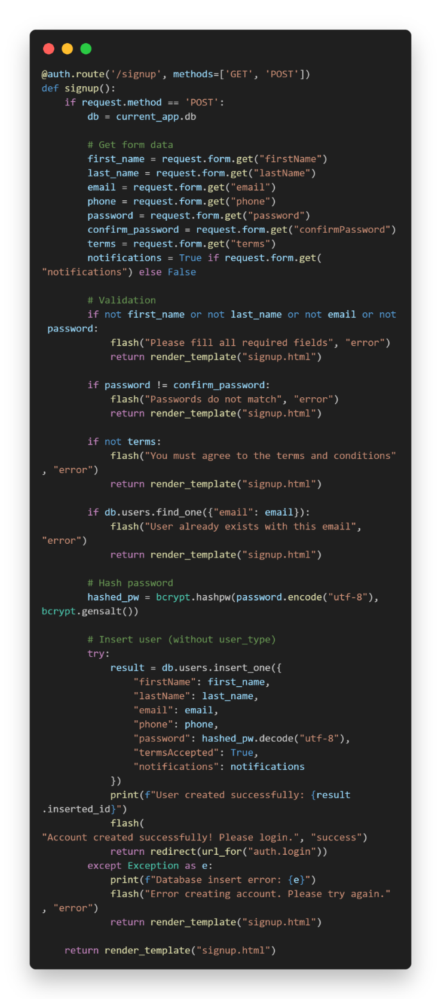 @auth.route('/signup', methods=['GET', 'POST'])
def signup():
    if request.method == 'POST':
        db = current_app.db

        # Get form data
        first_name = request.form.get("firstName")
        last_name = request.form.get("lastName")
        email = request.form.get("email")
        phone = request.form.get("phone")
        password = request.form.get("password")
        confirm_password = request.form.get("confirmPassword")
        terms = request.form.get("terms")
        notifications = True if request.form.get(
"notifications") else False

        # Validation
        if not first_name or not last_name or not email or not
 password:
            flash("Please fill all required fields", "error")
            return render_template("signup.html")

        if password != confirm_password:
            flash("Passwords do not match", "error")
            return render_template("signup.html")

        if not terms:
            flash("You must agree to the terms and conditions"
, "error")
            return render_template("signup.html")

        if db.users.find_one({"email": email}):
            flash("User already exists with this email",
"error")
            return render_template("signup.html")

        # Hash password
        hashed_pw = bcrypt.hashpw(password.encode("utf-8"),
bcrypt.gensalt())

        # Insert user (without user_type)
        try:
            result = db.users.insert_one({
                "firstName": first_name,
                "lastName": last_name,
                "email": email,
                "phone": phone,
                "password": hashed_pw.decode("utf-8"),
                "termsAccepted": True,
                "notifications": notifications
            })
            print(f"User created successfully: {result
.inserted_id}")
            flash(
"Account created successfully! Please login.", "success")
            return redirect(url_for("auth.login"))
        except Exception as e:
            print(f"Database insert error: {e}")
            flash("Error creating account. Please try again."
, "error")
            return render_template("signup.html")

    return render_template("signup.html")